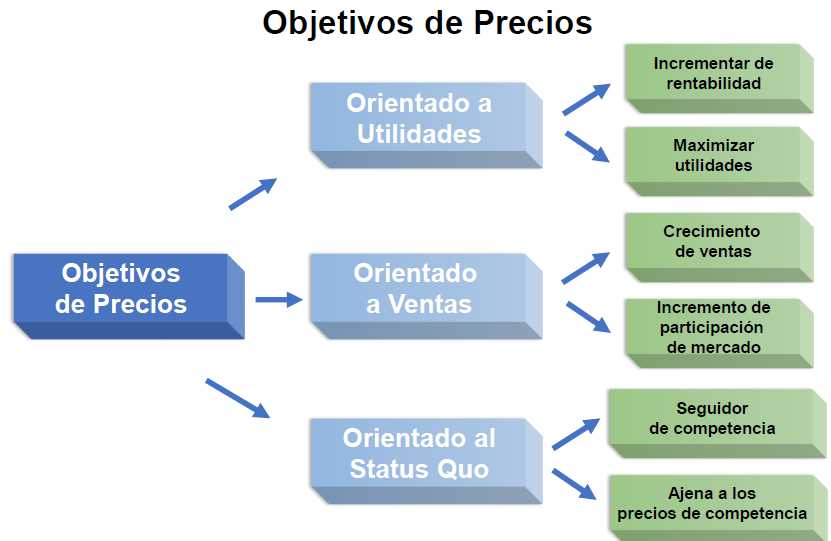 Objetivos de Precios
Objetivos
de Precios
Orientado a
Utilidades
Incrementar de
rentabilidad
Maximizar
utilidades
Orientado
a Ventas
Crecimiento
de ventas
Incremento de
participación
de mercado
Orientado al
Status Quo
Seguidor
de competencia
Ajena a los
precios de competencia